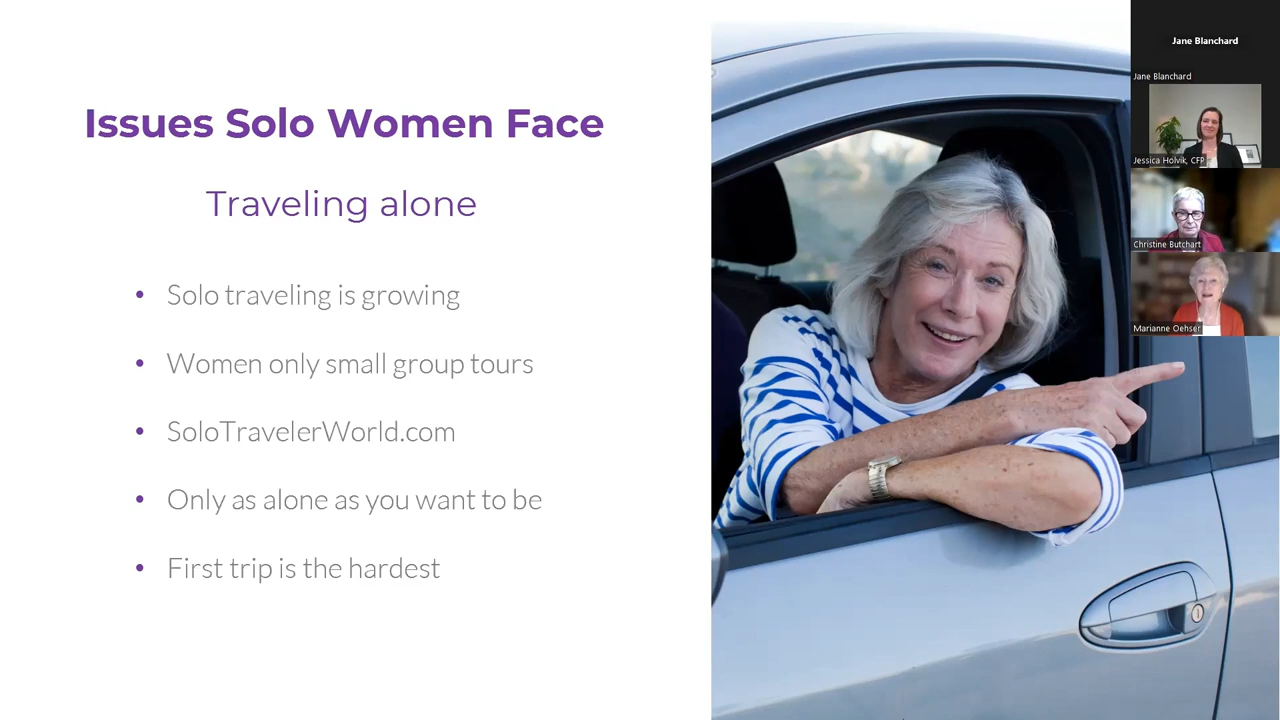 Issues Solo Women Face
Traveling alone
• Solo traveling is growing
• Women only small group tours
• SoloTravelerWorld.com
• Only as alone as you want to be
• First trip is the hardest
Jane Blanchard
Jane Blanchard
Jessica Holvik, CFP
Christine Butchart
Marianne Oehser